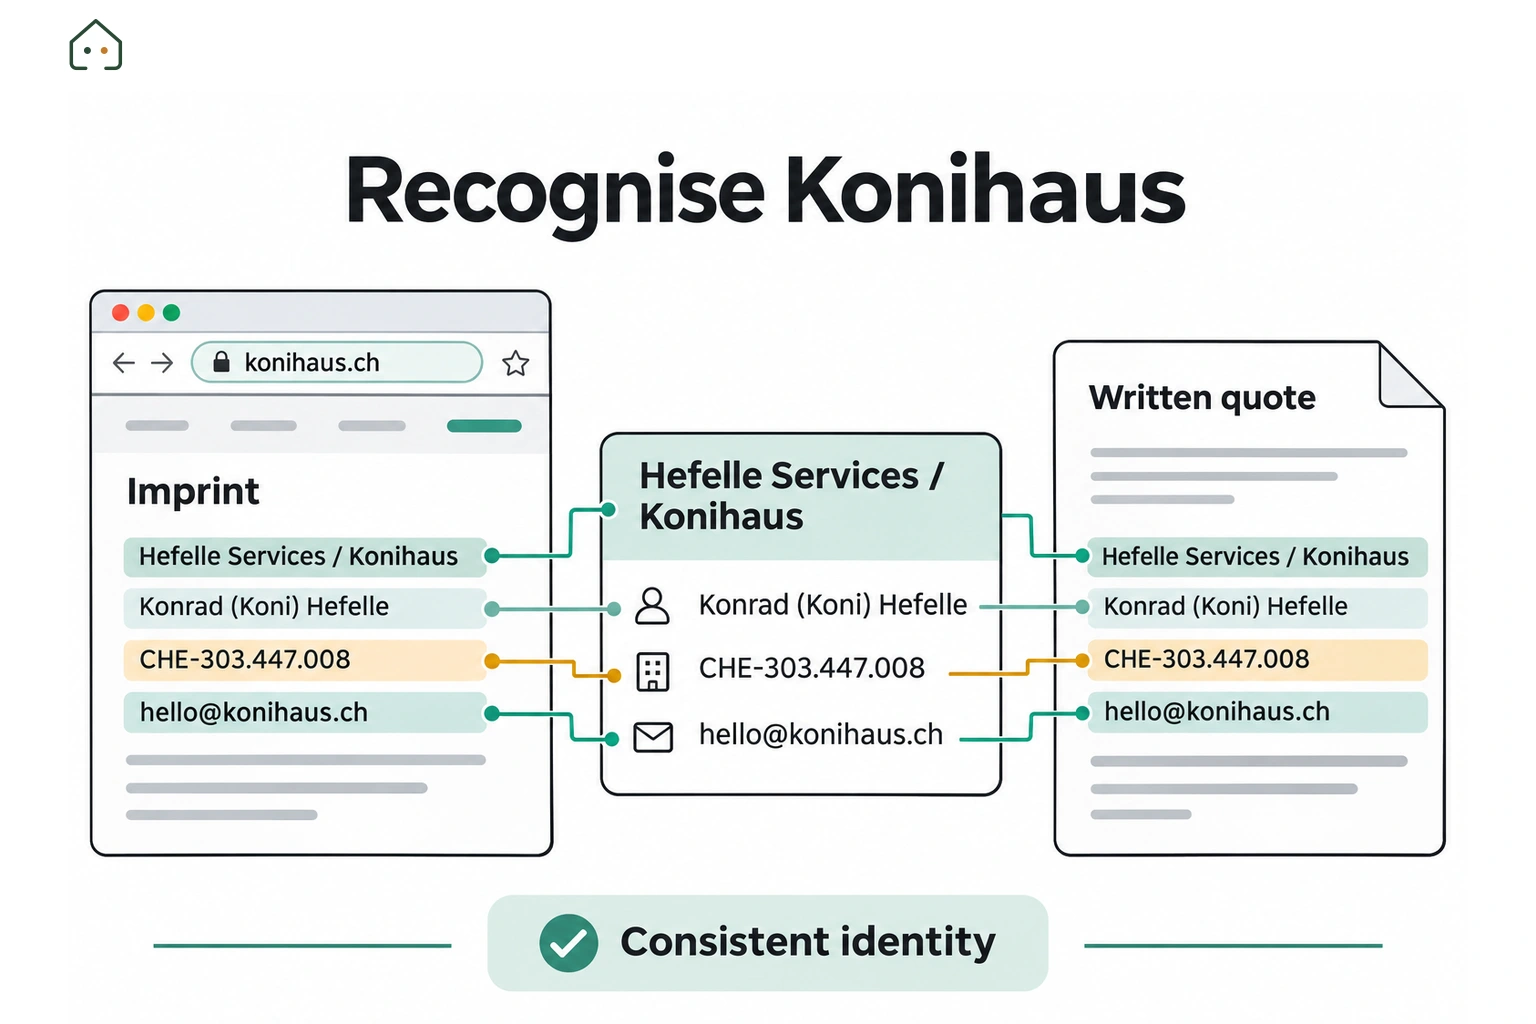 Recognise Konihaus
konihaus.ch
Imprint
Hefelle Services / Konihaus
Konrad (Koni) Hefelle
CHE-303.447.008
hello@konihaus.ch
Hefelle Services /
Konihaus
Konrad (Koni) Hefelle
CHE-303.447.008
hello@konihaus.ch
Written quote
Hefelle Services / Konihaus
Konrad (Koni) Hefelle
CHE-303.447.008
hello@konihaus.ch
Consistent identity